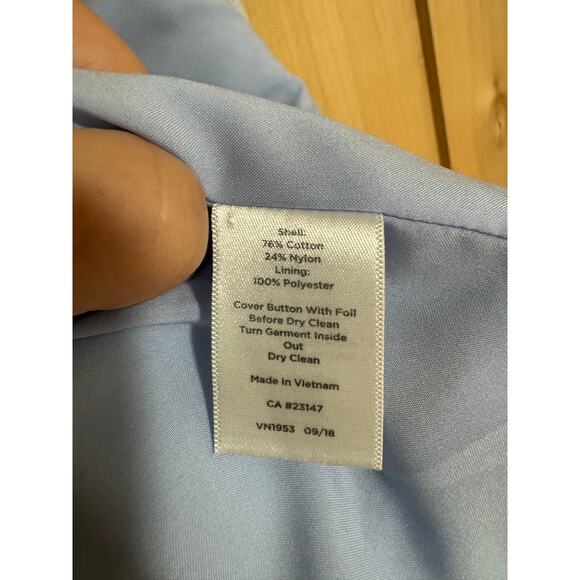 Shell:
76% Cotton
24% Nylon
Lining:
100% Polyester
Cover Button With Foil
Before Dry Clean
Turn Garment Inside
Out
Dry Clean
Made in Vietnam
CA #23147
VN1953 09/18